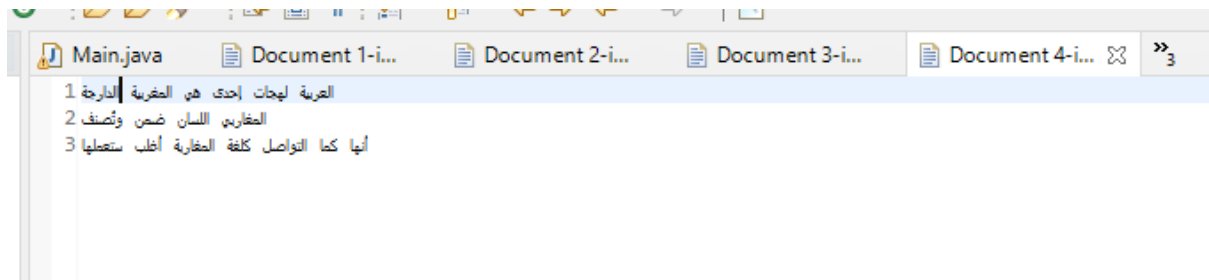 Main.java
Document 1-i...
Document 2-i...
Document 3-i...
Document 4-i...
»3
1 العربية لهجات إحدى هي المغربية الدارجة
2 المغاربي اللسان ضمن وتُصنف
3 أنها كما التواصل كلغة المغاربة أغلب ستعملها